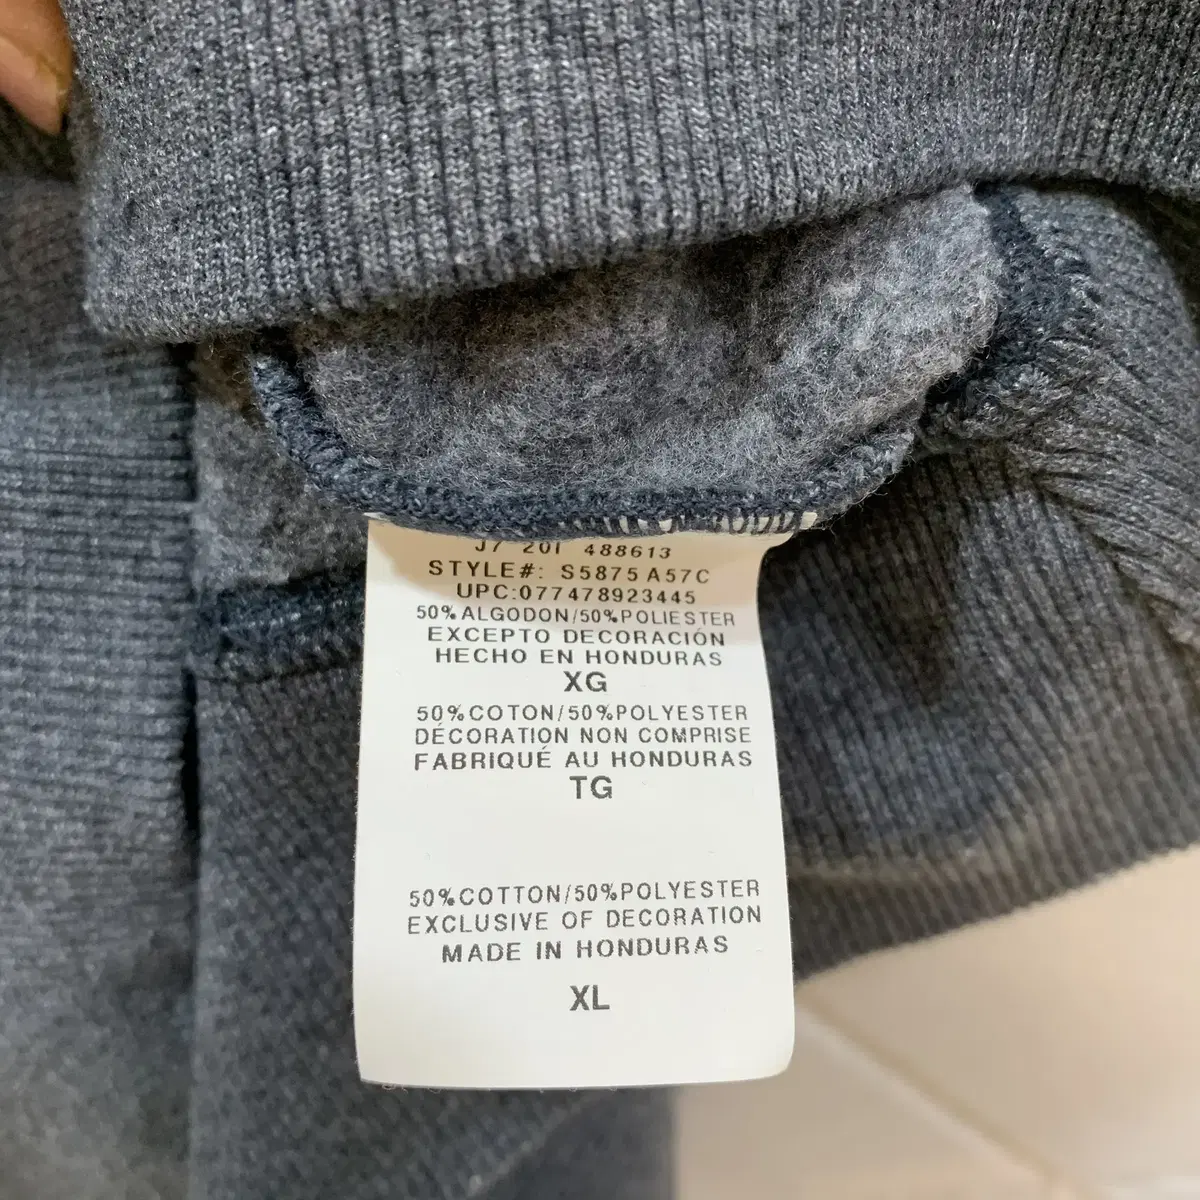 J7 201 488613
STYLE#: S5875A57C
UPC:077478923445
50%ALGODON/50%POLIESTER
EXCEPTO DECORACIÓN
HECHO EN HONDURAS
XG
50%COTON/50%POLYESTER
DÉCORATION NON COMPRISE
FABRIQUÉ AU HONDURAS
TG
50%COTTON/50%POLYESTER
EXCLUSIVE OF DECORATION
MADE IN HONDURAS
XL